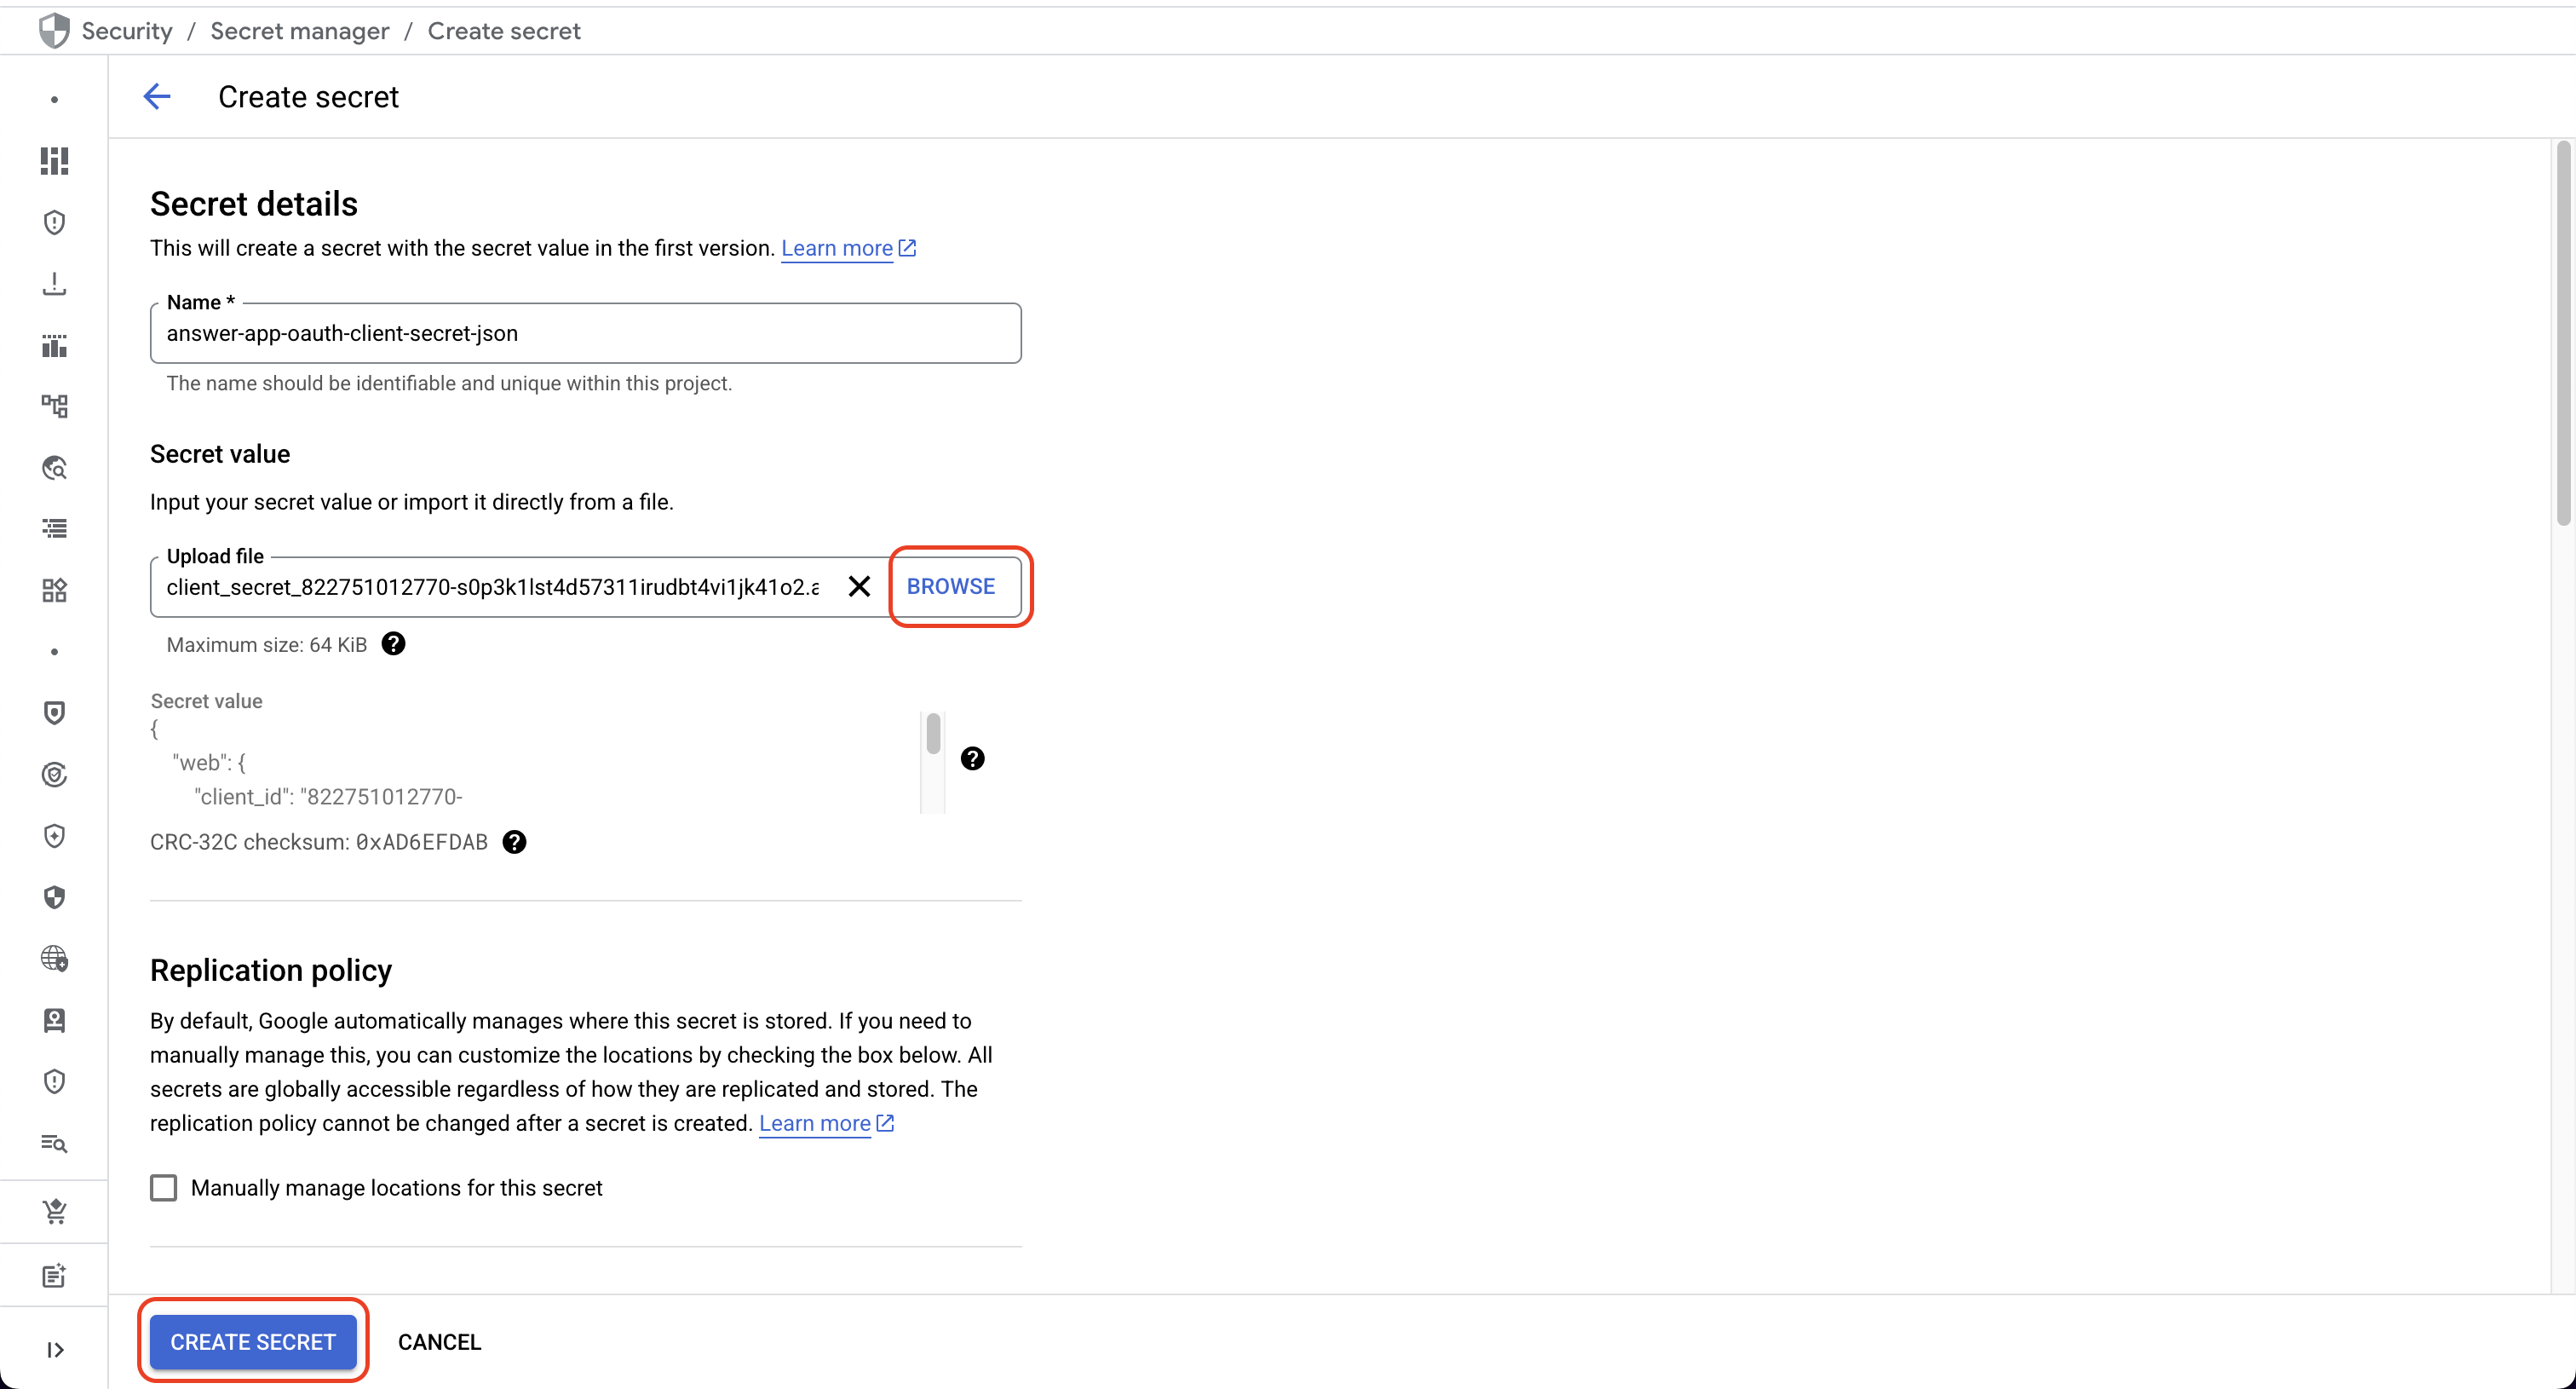 Security / Secret manager / Create secret
Create secret
Secret details
This will create a secret with the secret value in the first version. Learn more
Name *
answer-app-oauth-client-secret-json
The name should be identifiable and unique within this project.
Secret value
Input your secret value or import it directly from a file.
Upload file
client_secret_822751012770-s0p3k1lst4d57311irudbt4vi1jk41o2.a
BROWSE
Maximum size: 64 KiB
Secret value
{
"web": {
"client_id": "822751012770-
CRC-32C checksum: 0xAD6EFDAB
Replication policy
By default, Google automatically manages where this secret is stored. If you need to
manually manage this, you can customize the locations by checking the box below. All
secrets are globally accessible regardless of how they are replicated and stored. The
replication policy cannot be changed after a secret is created. Learn more
Manually manage locations for this secret
CREATE SECRET
CANCEL